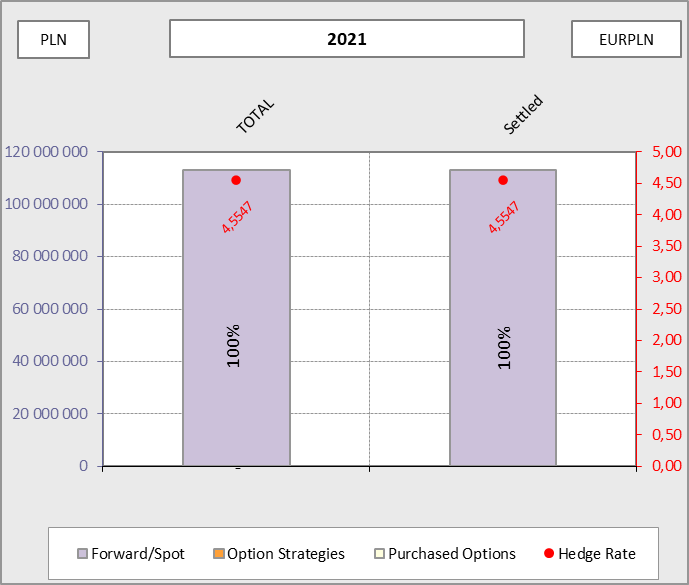 PLN
2021
EURPLN
TOTAL
Settled
120 000 000
100 000 000
80 000 000
60 000 000
40 000 000
20 000 000
0
5,00
4,50
4,00
3,50
3,00
2,50
2,00
1,50
1,00
0,50
0,00
4,5547
4,5547
100%
100%
-
Forward/Spot
Option Strategies
Purchased Options
Hedge Rate